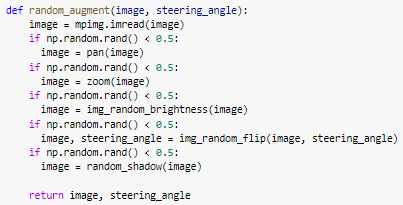 def random_augment(image, steering_angle):
    image = mpimg.imread(image)
    if np.random.rand() < 0.5:
        image = pan(image)
    if np.random.rand() < 0.5:
        image = zoom(image)
    if np.random.rand() < 0.5:
        image = img_random_brightness(image)
    if np.random.rand() < 0.5:
        image, steering_angle = img_random_flip(image, steering_angle)
    if np.random.rand() < 0.5:
        image = random_shadow(image)
    return image, steering_angle